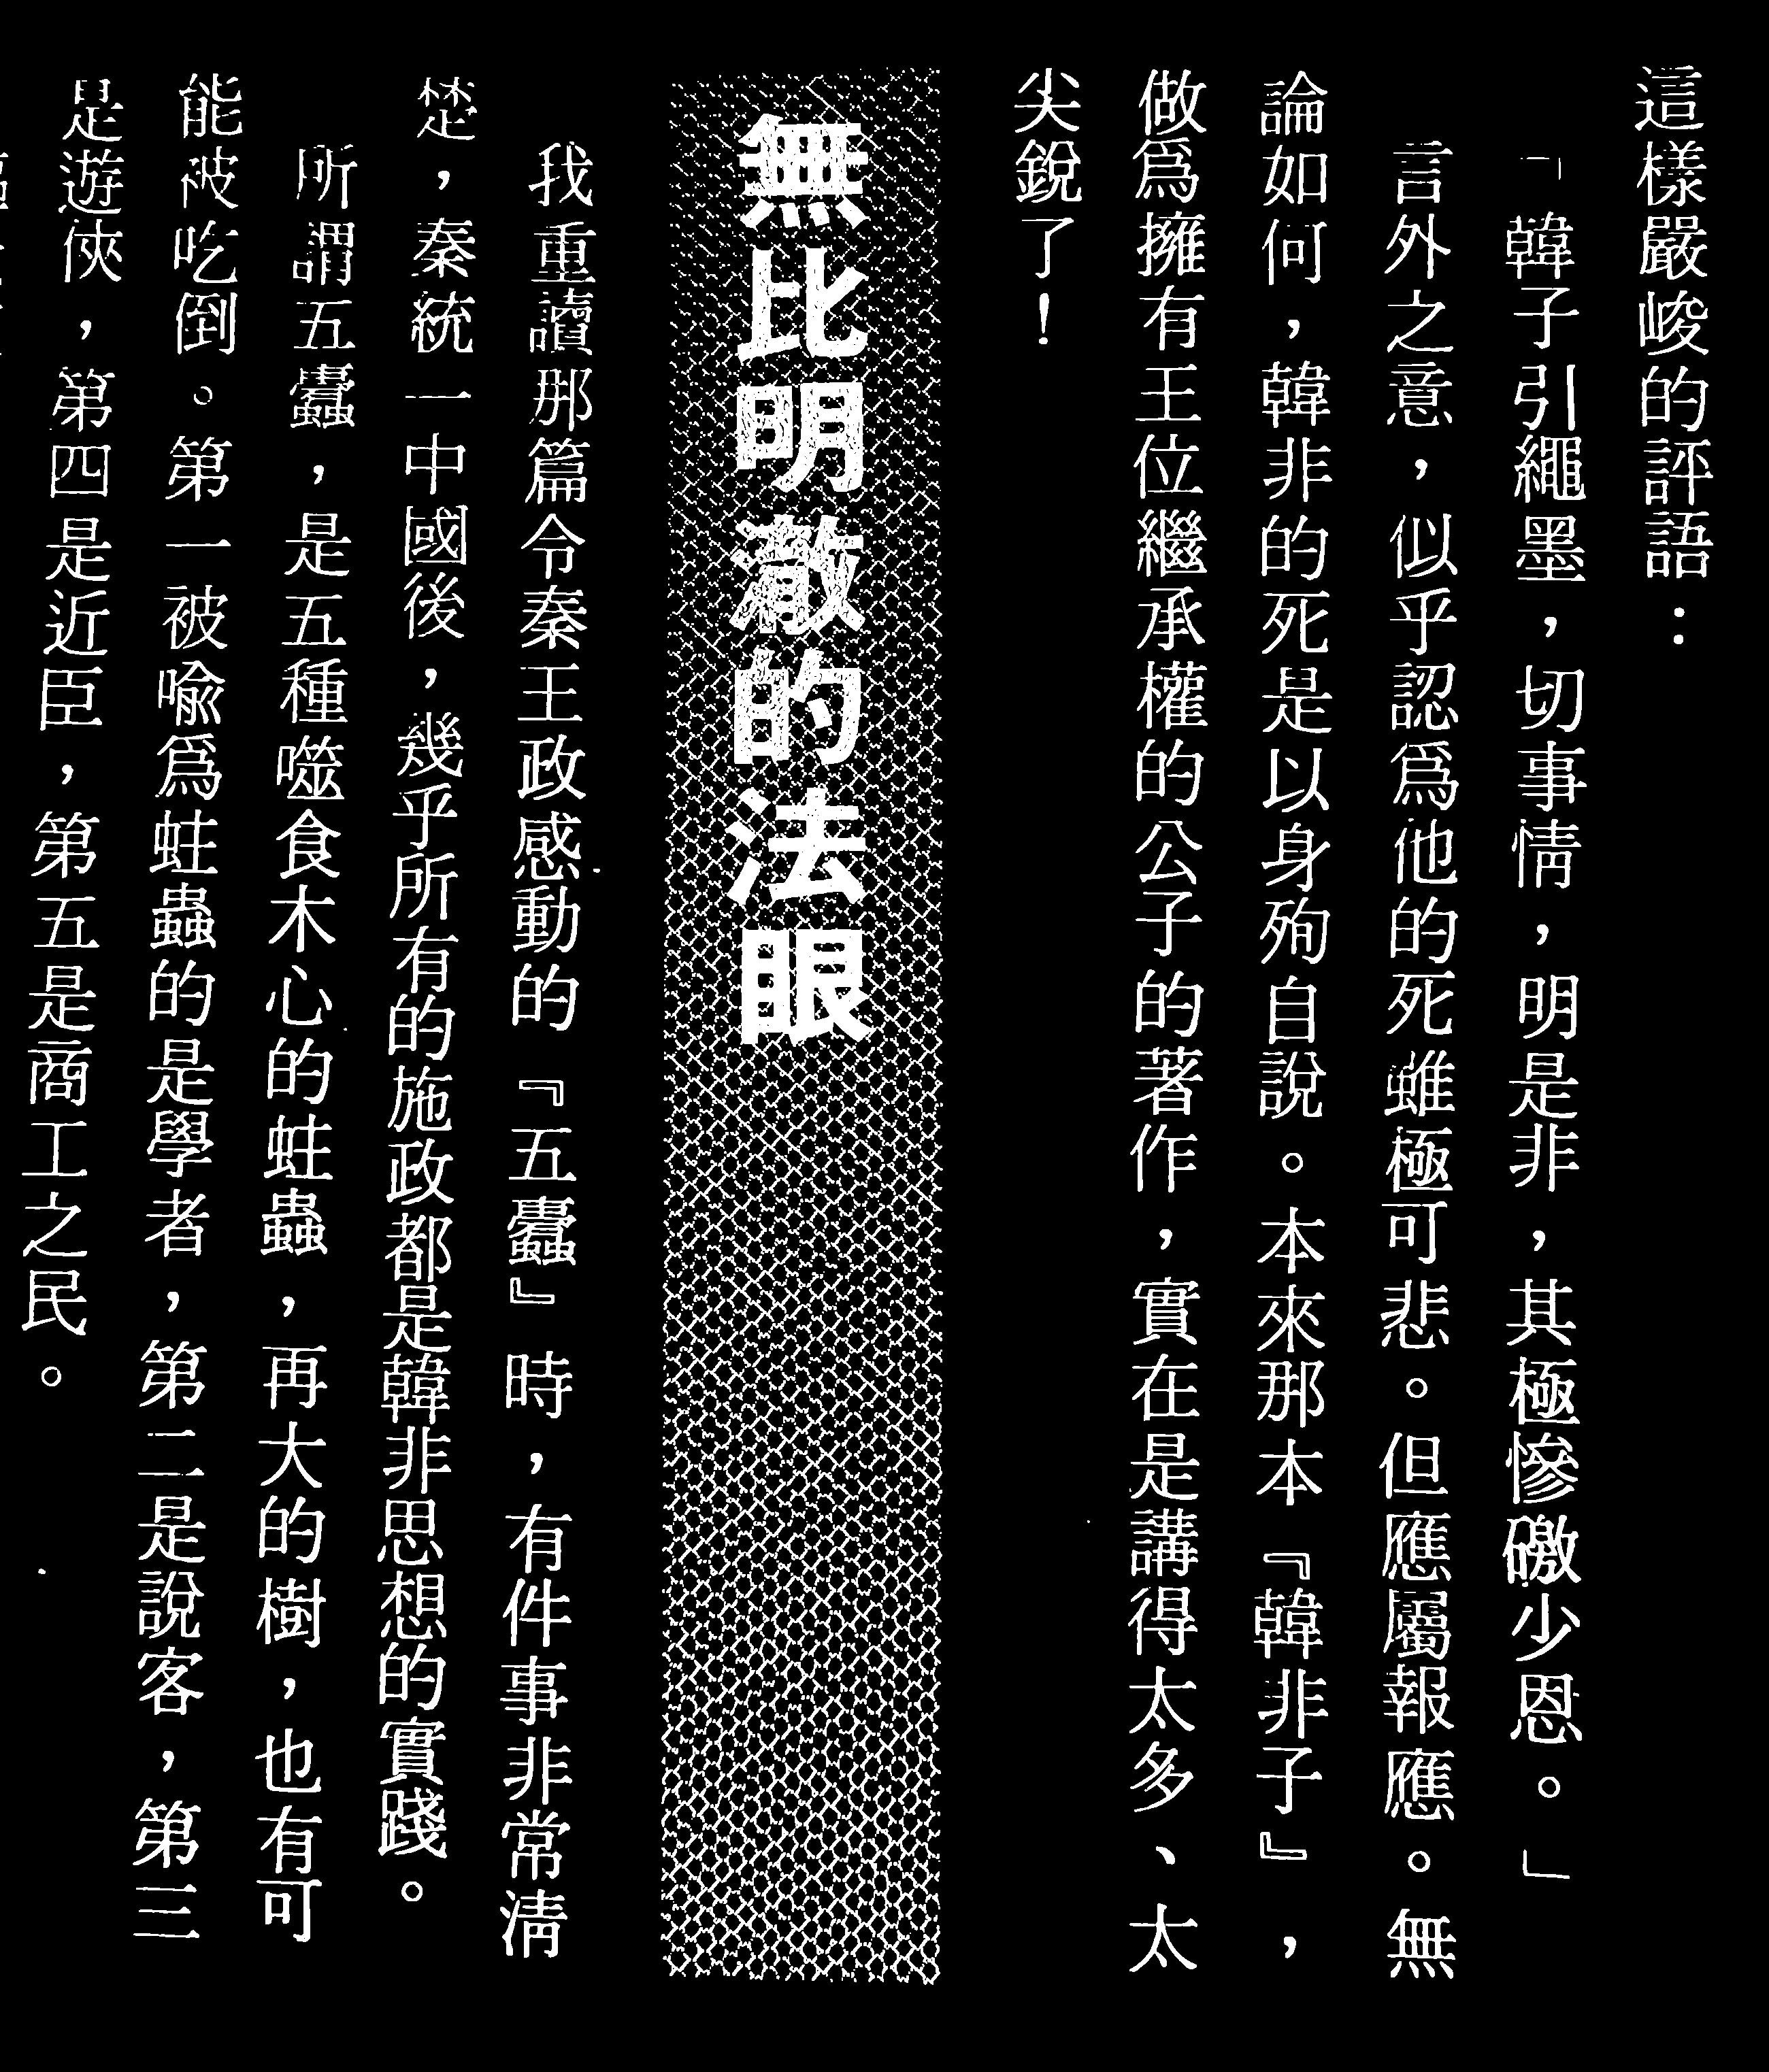 這樣嚴峻的評語：
「韓子引繩墨，切事情，明是非，其極慘礉少恩。」
言外之意，似乎認爲他的死雖極可悲。但應屬報應。無
論如何，韓非的死是以身殉自說。本來那本『韓非子』，
做爲擁有王位繼承權的公子的著作，實在是講得太多、太
尖銳了！
無比明澈的法眼
我重讀那篇令秦王政感動的『五蠹』時，有件事非常清
楚，秦統一中國後，幾乎所有的施政都是韓非思想的實踐。
所謂五蠹，是五種噬食木心的蛀蟲，再大的樹，也有可
能被吃倒。第一被喻爲蛀蟲的是學者，第二是說客，第三
是遊俠，第四是近臣，第五是商工之民。